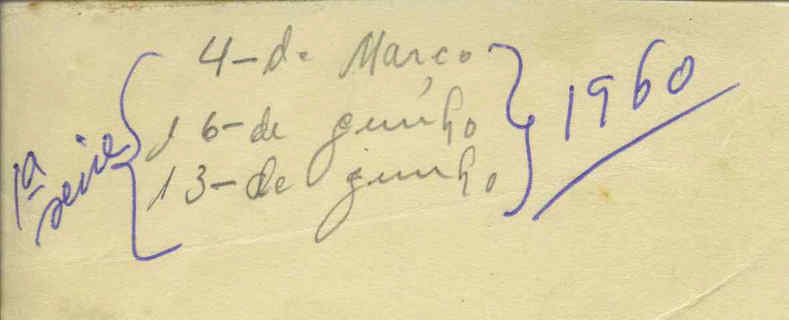 1ª serie
4-de Março
16-de junho
13-de junho
1960